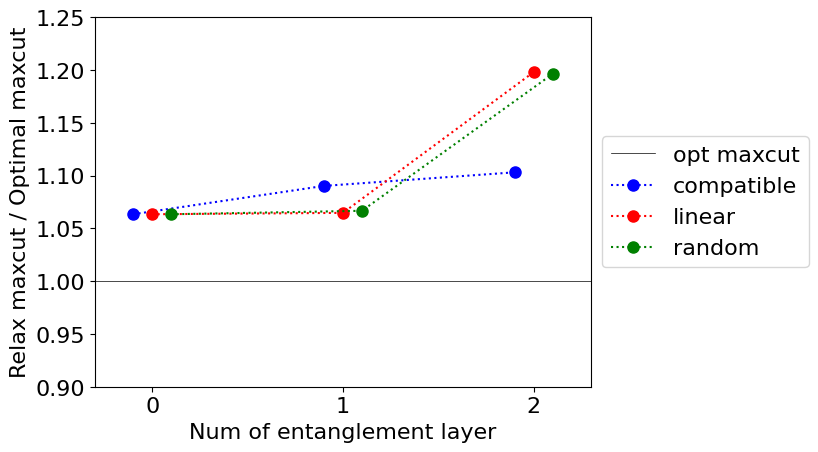 Relax maxcut / Optimal maxcut
1.25
1.20
1.15
1.10
1.05
1.00
0.95
0.90
0 1 2
Num of entanglement layer
opt maxcut
compatible
linear
random